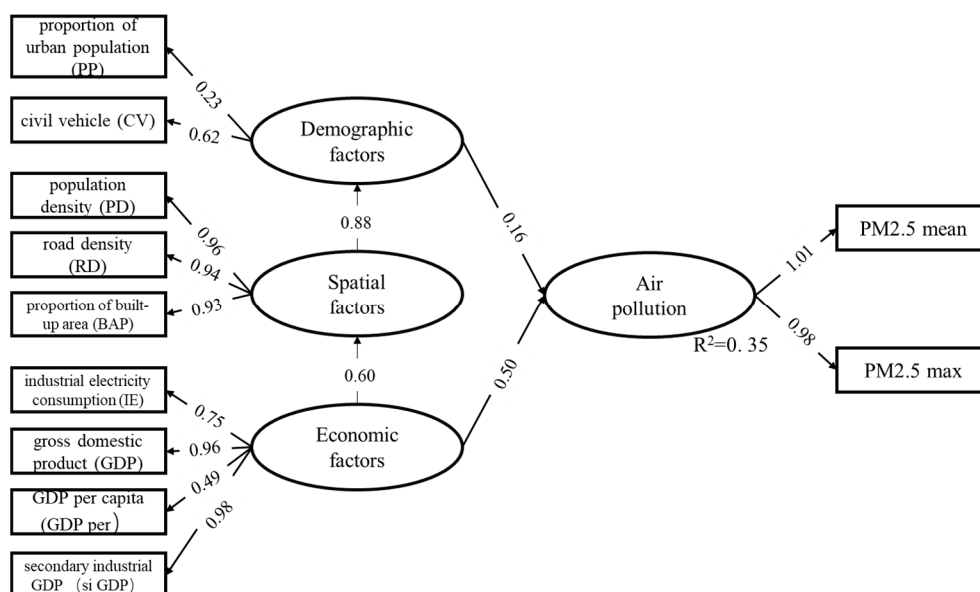 proportion of
urban population
(PP)
0.23
civil vehicle (CV)
0.62
Demographic
factors
population
density (PD)
0.96
road density
(RD)
0.94
proportion of built-
up area (BAP)
0.93
0.88
Spatial
factors
0.16
0.60
industrial electricity
consumption (IE)
0.75
gross domestic
product (GDP)
0.96
GDP per capita
(GDP per）
0.49
secondary industrial
GDP （si GDP）
0.98
Economic
factors
0.50
Air
pollution
R²=0. 35
1.01
PM2.5 mean
0.98
PM2.5 max